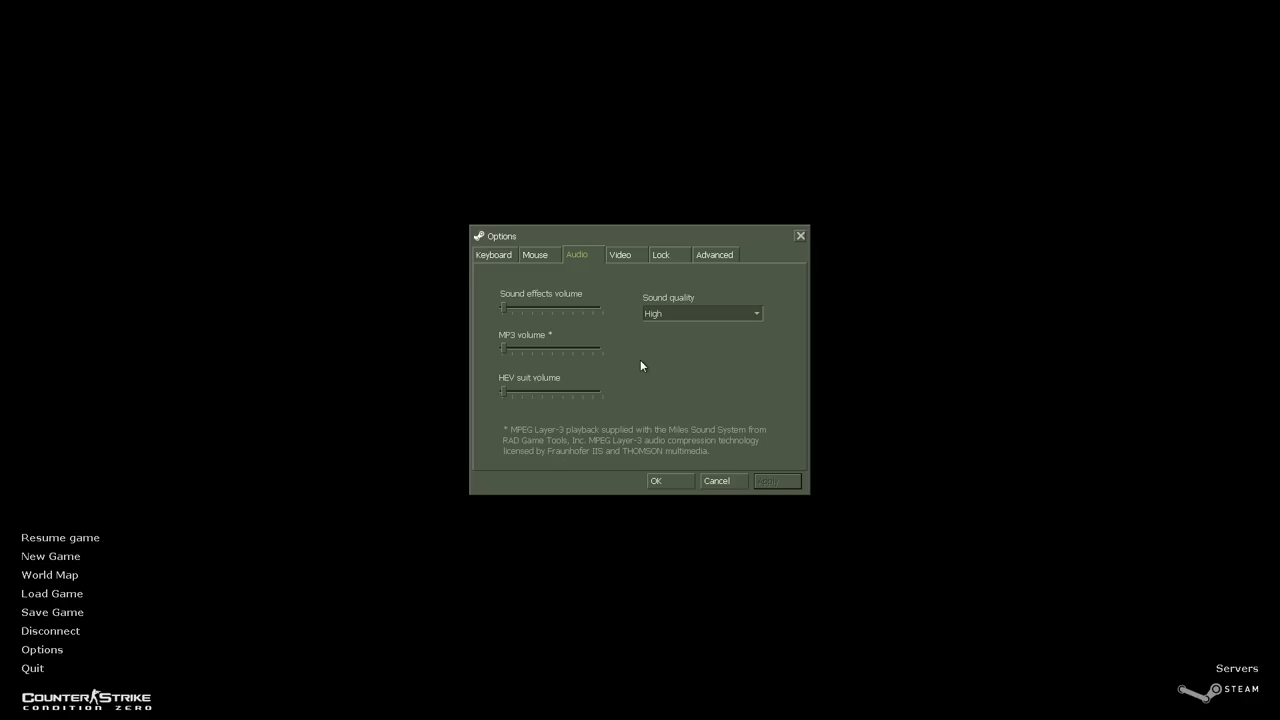 Options
Keyboard Mouse Audio Video Lock Advanced
Sound effects volume
Sound quality
High
MP3 volume *
HEV suit volume
* MPEG Layer-3 playback supplied with the Miles Sound System from
RAD Game Tools, Inc. MPEG Layer-3 audio compression technology
licensed by Fraunhofer IIS and THOMSON multimedia.
OK Cancel Apply
Resume game
New Game
World Map
Load Game
Save Game
Disconnect
Options
Quit
Servers
COUNTER STRIKE
CONDITION ZERO
STEAM